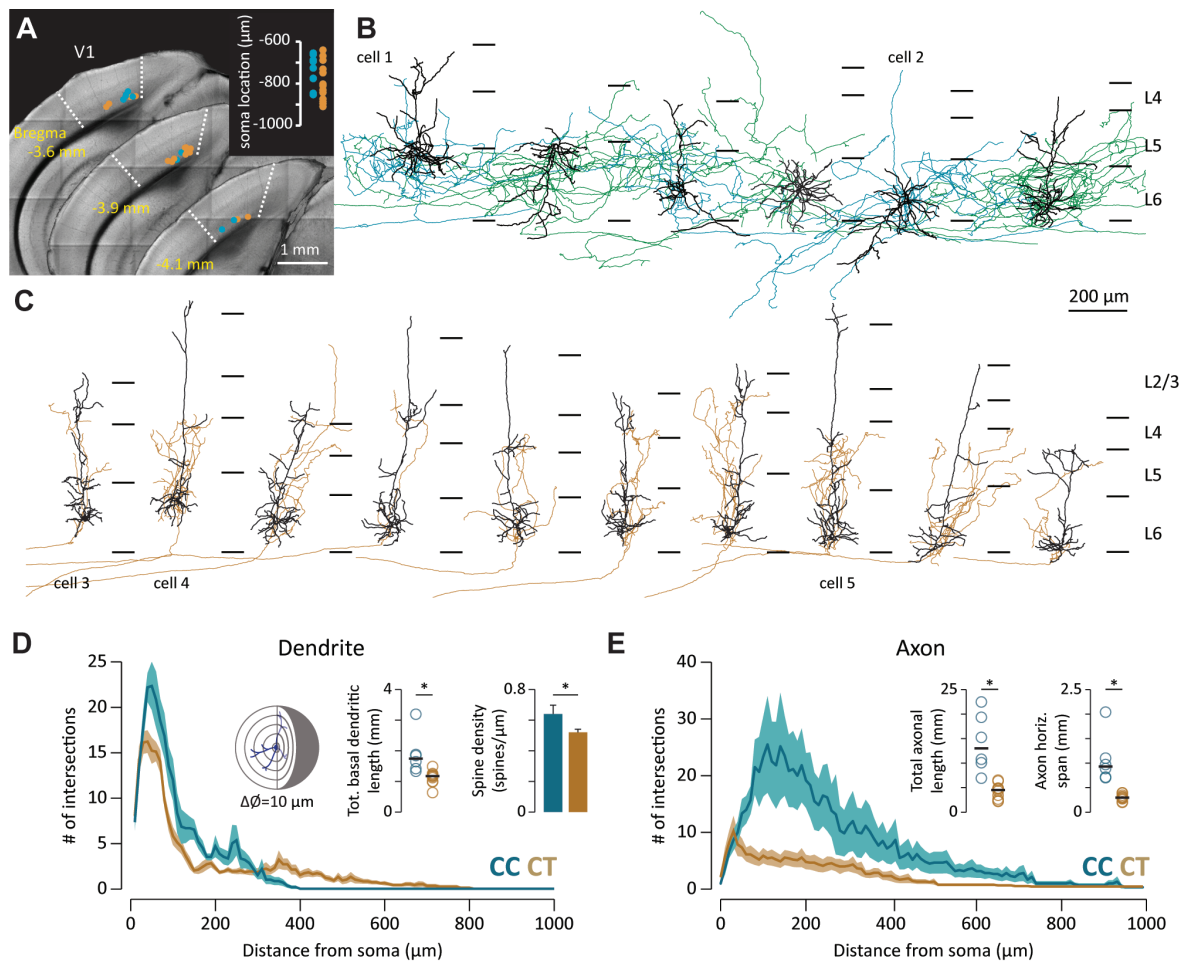 A
V1
soma location (µm)
-600
-800
-1000
Bregma
-3.6 mm
-3.9 mm
-4.1 mm
1 mm
B
cell 1
cell 2
L4
L5
L6
200 µm
C
L2/3
L4
L5
L6
cell 3
cell 4
cell 5
D
Dendrite
# of intersections
25
20
15
10
5
0
ΔØ=10 µm
Tot. basal dendritic
length (mm)
4
2
0
*
Spine density
(spines/µm)
0.8
0
*
CC CT
0
200
400
600
800
1000
Distance from soma (µm)
E
Axon
# of intersections
40
30
20
10
0
Total axonal
length (mm)
25
0
*
Axon horiz.
span (mm)
2.5
0
*
CC CT
0
200
400
600
800
1000
Distance from soma (µm)